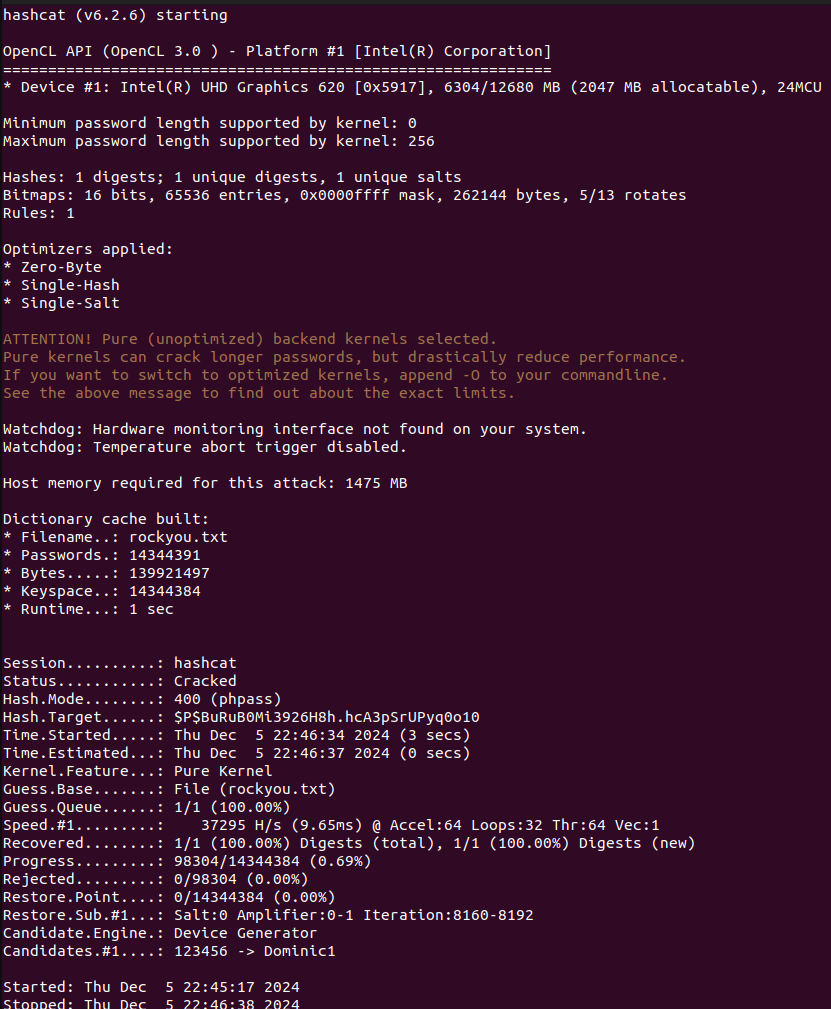 hashcat (v6.2.6) starting
OpenCL API (OpenCL 3.0 ) - Platform #1 [Intel(R) Corporation]
=============================================================
* Device #1: Intel(R) UHD Graphics 620 [0x5917], 6304/12680 MB (2047 MB allocatable), 24MCU
Minimum password length supported by kernel: 0
Maximum password length supported by kernel: 256
Hashes: 1 digests; 1 unique digests, 1 unique salts
Bitmaps: 16 bits, 65536 entries, 0x0000ffff mask, 262144 bytes, 5/13 rotates
Rules: 1
Optimizers applied:
* Zero-Byte
* Single-Hash
* Single-Salt
ATTENTION! Pure (unoptimized) backend kernels selected.
Pure kernels can crack longer passwords, but drastically reduce performance.
If you want to switch to optimized kernels, append -O to your commandline.
See the above message to find out about the exact limits.
Watchdog: Hardware monitoring interface not found on your system.
Watchdog: Temperature abort trigger disabled.
Host memory required for this attack: 1475 MB
Dictionary cache built:
* Filename..: rockyou.txt
* Passwords.: 14344391
* Bytes.....: 139921497
* Keyspace..: 14344384
* Runtime...: 1 sec
Session..........: hashcat
Status...........: Cracked
Hash.Mode........: 400 (phpass)
Hash.Target......: $P$BuRuB0Mi3926H8h.hcA3pSrUPyq0o10
Time.Started.....: Thu Dec  5 22:46:34 2024 (3 secs)
Time.Estimated...: Thu Dec  5 22:46:37 2024 (0 secs)
Kernel.Feature...: Pure Kernel
Guess.Base.......: File (rockyou.txt)
Guess.Queue......: 1/1 (100.00%)
Speed.#1.........:    37295 H/s (9.65ms) @ Accel:64 Loops:32 Thr:64 Vec:1
Recovered........: 1/1 (100.00%) Digests (total), 1/1 (100.00%) Digests (new)
Progress.........: 98304/14344384 (0.69%)
Rejected.........: 0/98304 (0.00%)
Restore.Point....: 0/14344384 (0.00%)
Restore.Sub.#1...: Salt:0 Amplifier:0-1 Iteration:8160-8192
Candidate.Engine.: Device Generator
Candidates.#1....: 123456 -> Dominic1
Started: Thu Dec  5 22:45:17 2024
Stopped: Thu Dec  5 22:46:38 2024